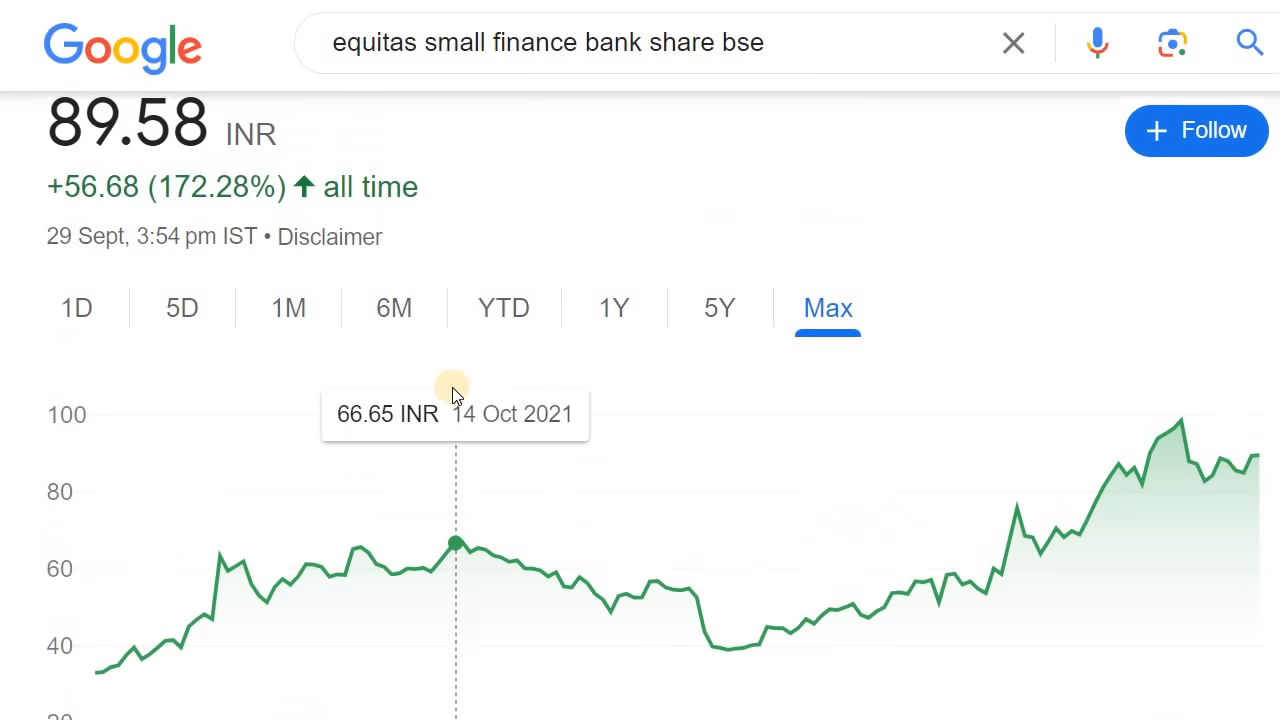 Google
equitas small finance bank share bse
89.58 INR
+ Follow
+56.68 (172.28%) ↑ all time
29 Sept, 3:54 pm IST • Disclaimer
1D 5D 1M 6M YTD 1Y 5Y Max
66.65 INR 14 Oct 2021
100
80
60
40